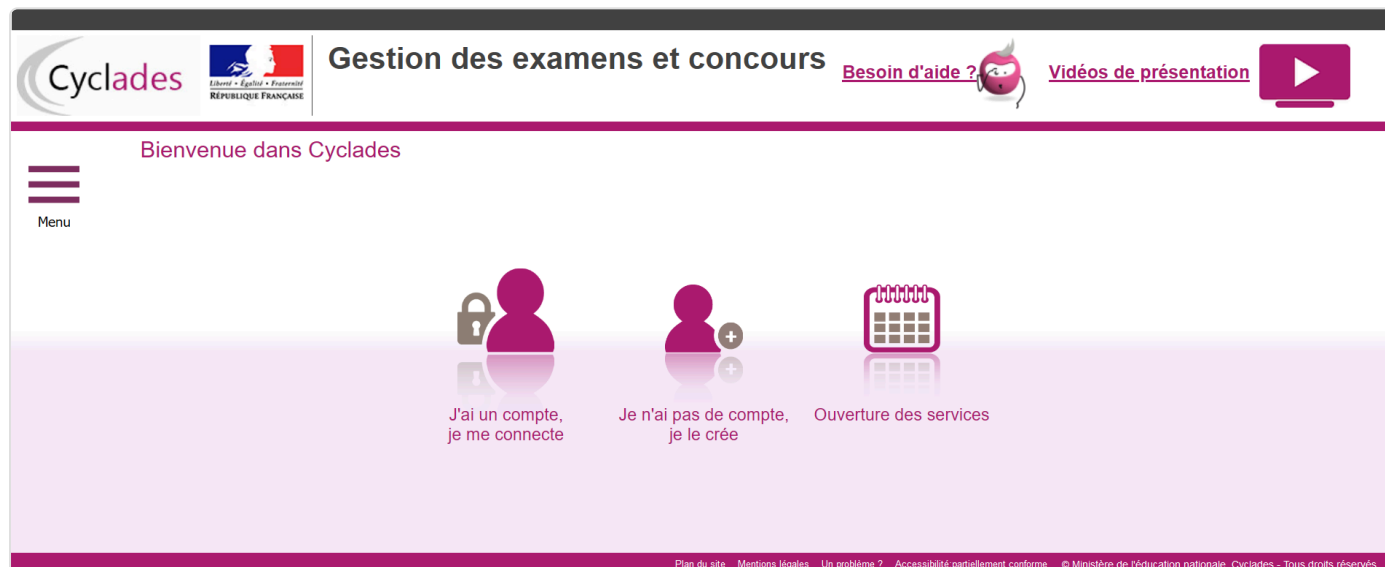 Cyclades
Liberté • Égalité • Fraternité
RÉPUBLIQUE FRANÇAISE
Gestion des examens et concours
Besoin d'aide ?
Vidéos de présentation
Bienvenue dans Cyclades
Menu
J'ai un compte,
je me connecte
Je n'ai pas de compte,
je le crée
Ouverture des services
Plan du site Mentions légales Un problème ? Accessibilité:partiellement conforme © Ministère de l'éducation nationale, Cyclades - Tous droits réservés